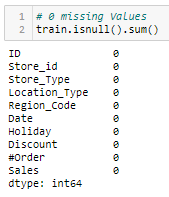 1 # 0 missing Values
2 train.isnull().sum()
ID 0
Store_id 0
Store_Type 0
Location_Type 0
Region_Code 0
Date 0
Holiday 0
Discount 0
#Order 0
Sales 0
dtype: int64